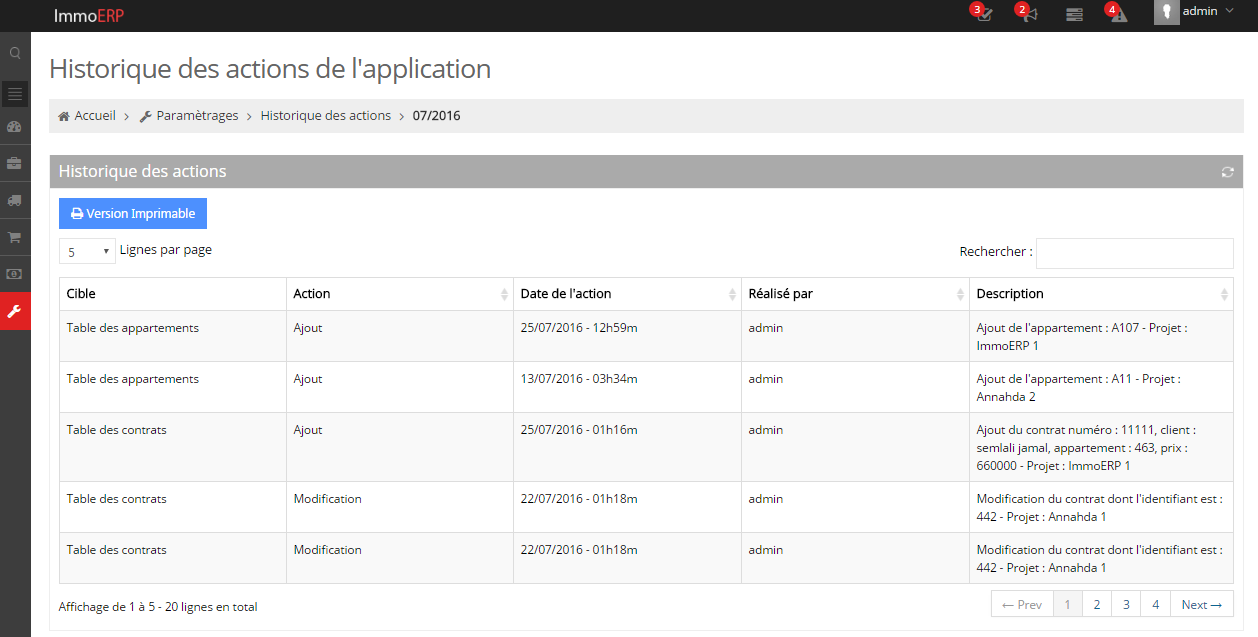 ImmoERP
3
2
4
admin
Historique des actions de l'application
Accueil > Paramètrages > Historique des actions > 07/2016
Historique des actions
Version Imprimable
5 Lignes par page
Rechercher :
Cible Action Date de l'action Réalisé par Description
Table des appartements Ajout 25/07/2016 - 12h59m admin Ajout de l'appartement : A107 - Projet :
ImmoERP 1
Table des appartements Ajout 13/07/2016 - 03h34m admin Ajout de l'appartement : A11 - Projet :
Annahda 2
Table des contrats Ajout 25/07/2016 - 01h16m admin Ajout du contrat numéro : 11111, client :
semlali jamal, appartement : 463, prix :
660000 - Projet : ImmoERP 1
Table des contrats Modification 22/07/2016 - 01h18m admin Modification du contrat dont l'identifiant est :
442 - Projet : Annahda 1
Table des contrats Modification 22/07/2016 - 01h18m admin Modification du contrat dont l'identifiant est :
442 - Projet : Annahda 1
Affichage de 1 à 5 - 20 lignes en total
← Prev 1 2 3 4 Next →